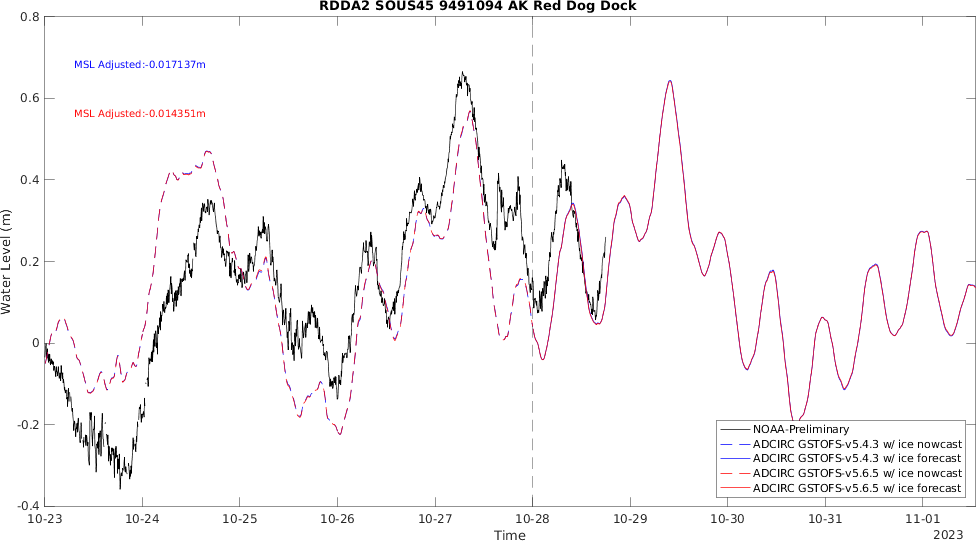 RDDA2 SOUS45 9491094 AK Red Dog Dock
MSL Adjusted:-0.017137m
MSL Adjusted:-0.014351m
Water Level (m)
0.8
0.6
0.4
0.2
0
-0.2
-0.4
NOAA-Preliminary
ADCIRC GSTOFS-v5.4.3 w/ ice nowcast
ADCIRC GSTOFS-v5.4.3 w/ ice forecast
ADCIRC GSTOFS-v5.6.5 w/ ice nowcast
ADCIRC GSTOFS-v5.6.5 w/ ice forecast
10-23 10-24 10-25 10-26 10-27 10-28 10-29 10-30 10-31 11-01
Time
2023